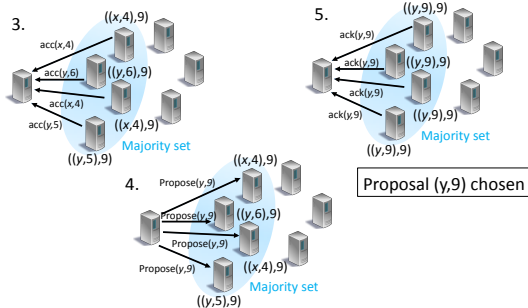 3.
((x,4),9)
acc(x,4)
acc(y,6)
((y,6),9)
acc(x,4)
((x,4),9)
acc(y,5)
Majority set
((y,5),9)
5.
((y,9),9)
ack(y,9)
ack(y,9)
((y,9),9)
ack(y,9)
ack(y,9)
((y,9),9)
((y,9),9)
Majority set
Proposal (y,9) chosen
4.
((x,4),9)
Propose(y,9)
Propose(y,9)
((y,6),9)
Propose(y,9)
((x,4),9)
Propose(y,9)
Majority set
((y,5),9)